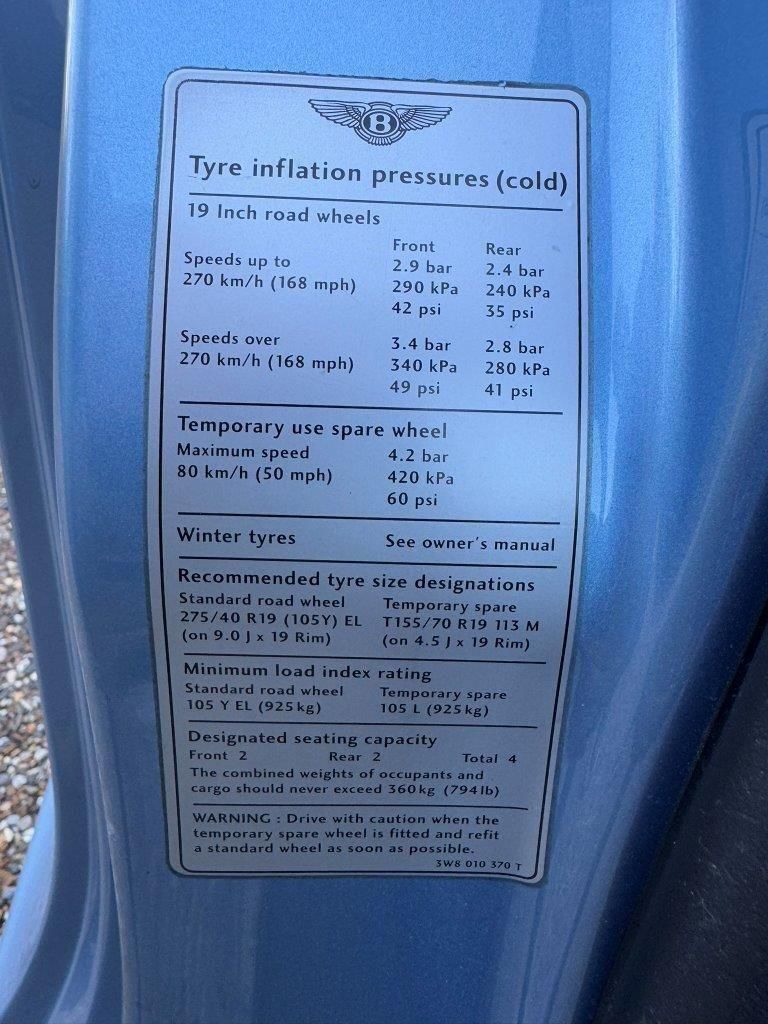 B
Tyre inflation pressures (cold)
19 Inch road wheels
Front Rear
Speeds up to 2.9 bar 2.4 bar
270 km/h (168 mph) 290 kPa 240 kPa
42 psi 35 psi
Speeds over 3.4 bar 2.8 bar
270 km/h (168 mph) 340 kPa 280 kPa
49 psi 41 psi
Temporary use spare wheel
Maximum speed 4.2 bar
80 km/h (50 mph) 420 kPa
60 psi
Winter tyres See owner's manual
Recommended tyre size designations
Standard road wheel Temporary spare
275/40 R19 (105Y) EL T155/70 R19 113 M
(on 9.0 J x 19 Rim) (on 4.5 J x 19 Rim)
Minimum load index rating
Standard road wheel Temporary spare
105 Y EL (925kg) 105 L (925kg)
Designated seating capacity
Front 2 Rear 2 Total 4
The combined weights of occupants and
cargo should never exceed 360kg (794lb)
WARNING : Drive with caution when the
temporary spare wheel is fitted and refit
a standard wheel as soon as possible.
3W8 010 370 T